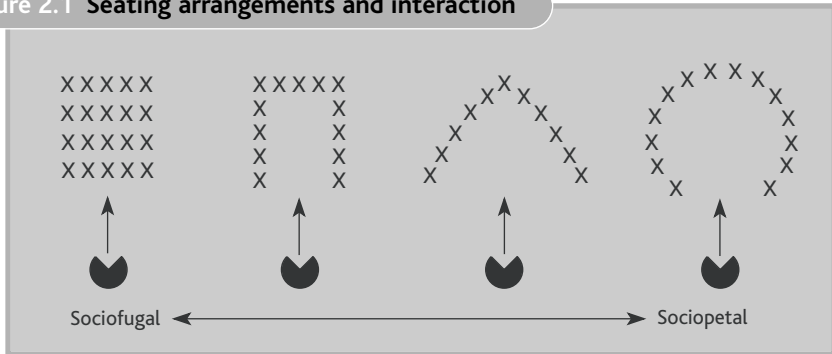 ure 2.1 Seating arrangements and interaction
Sociofugal
Sociopetal